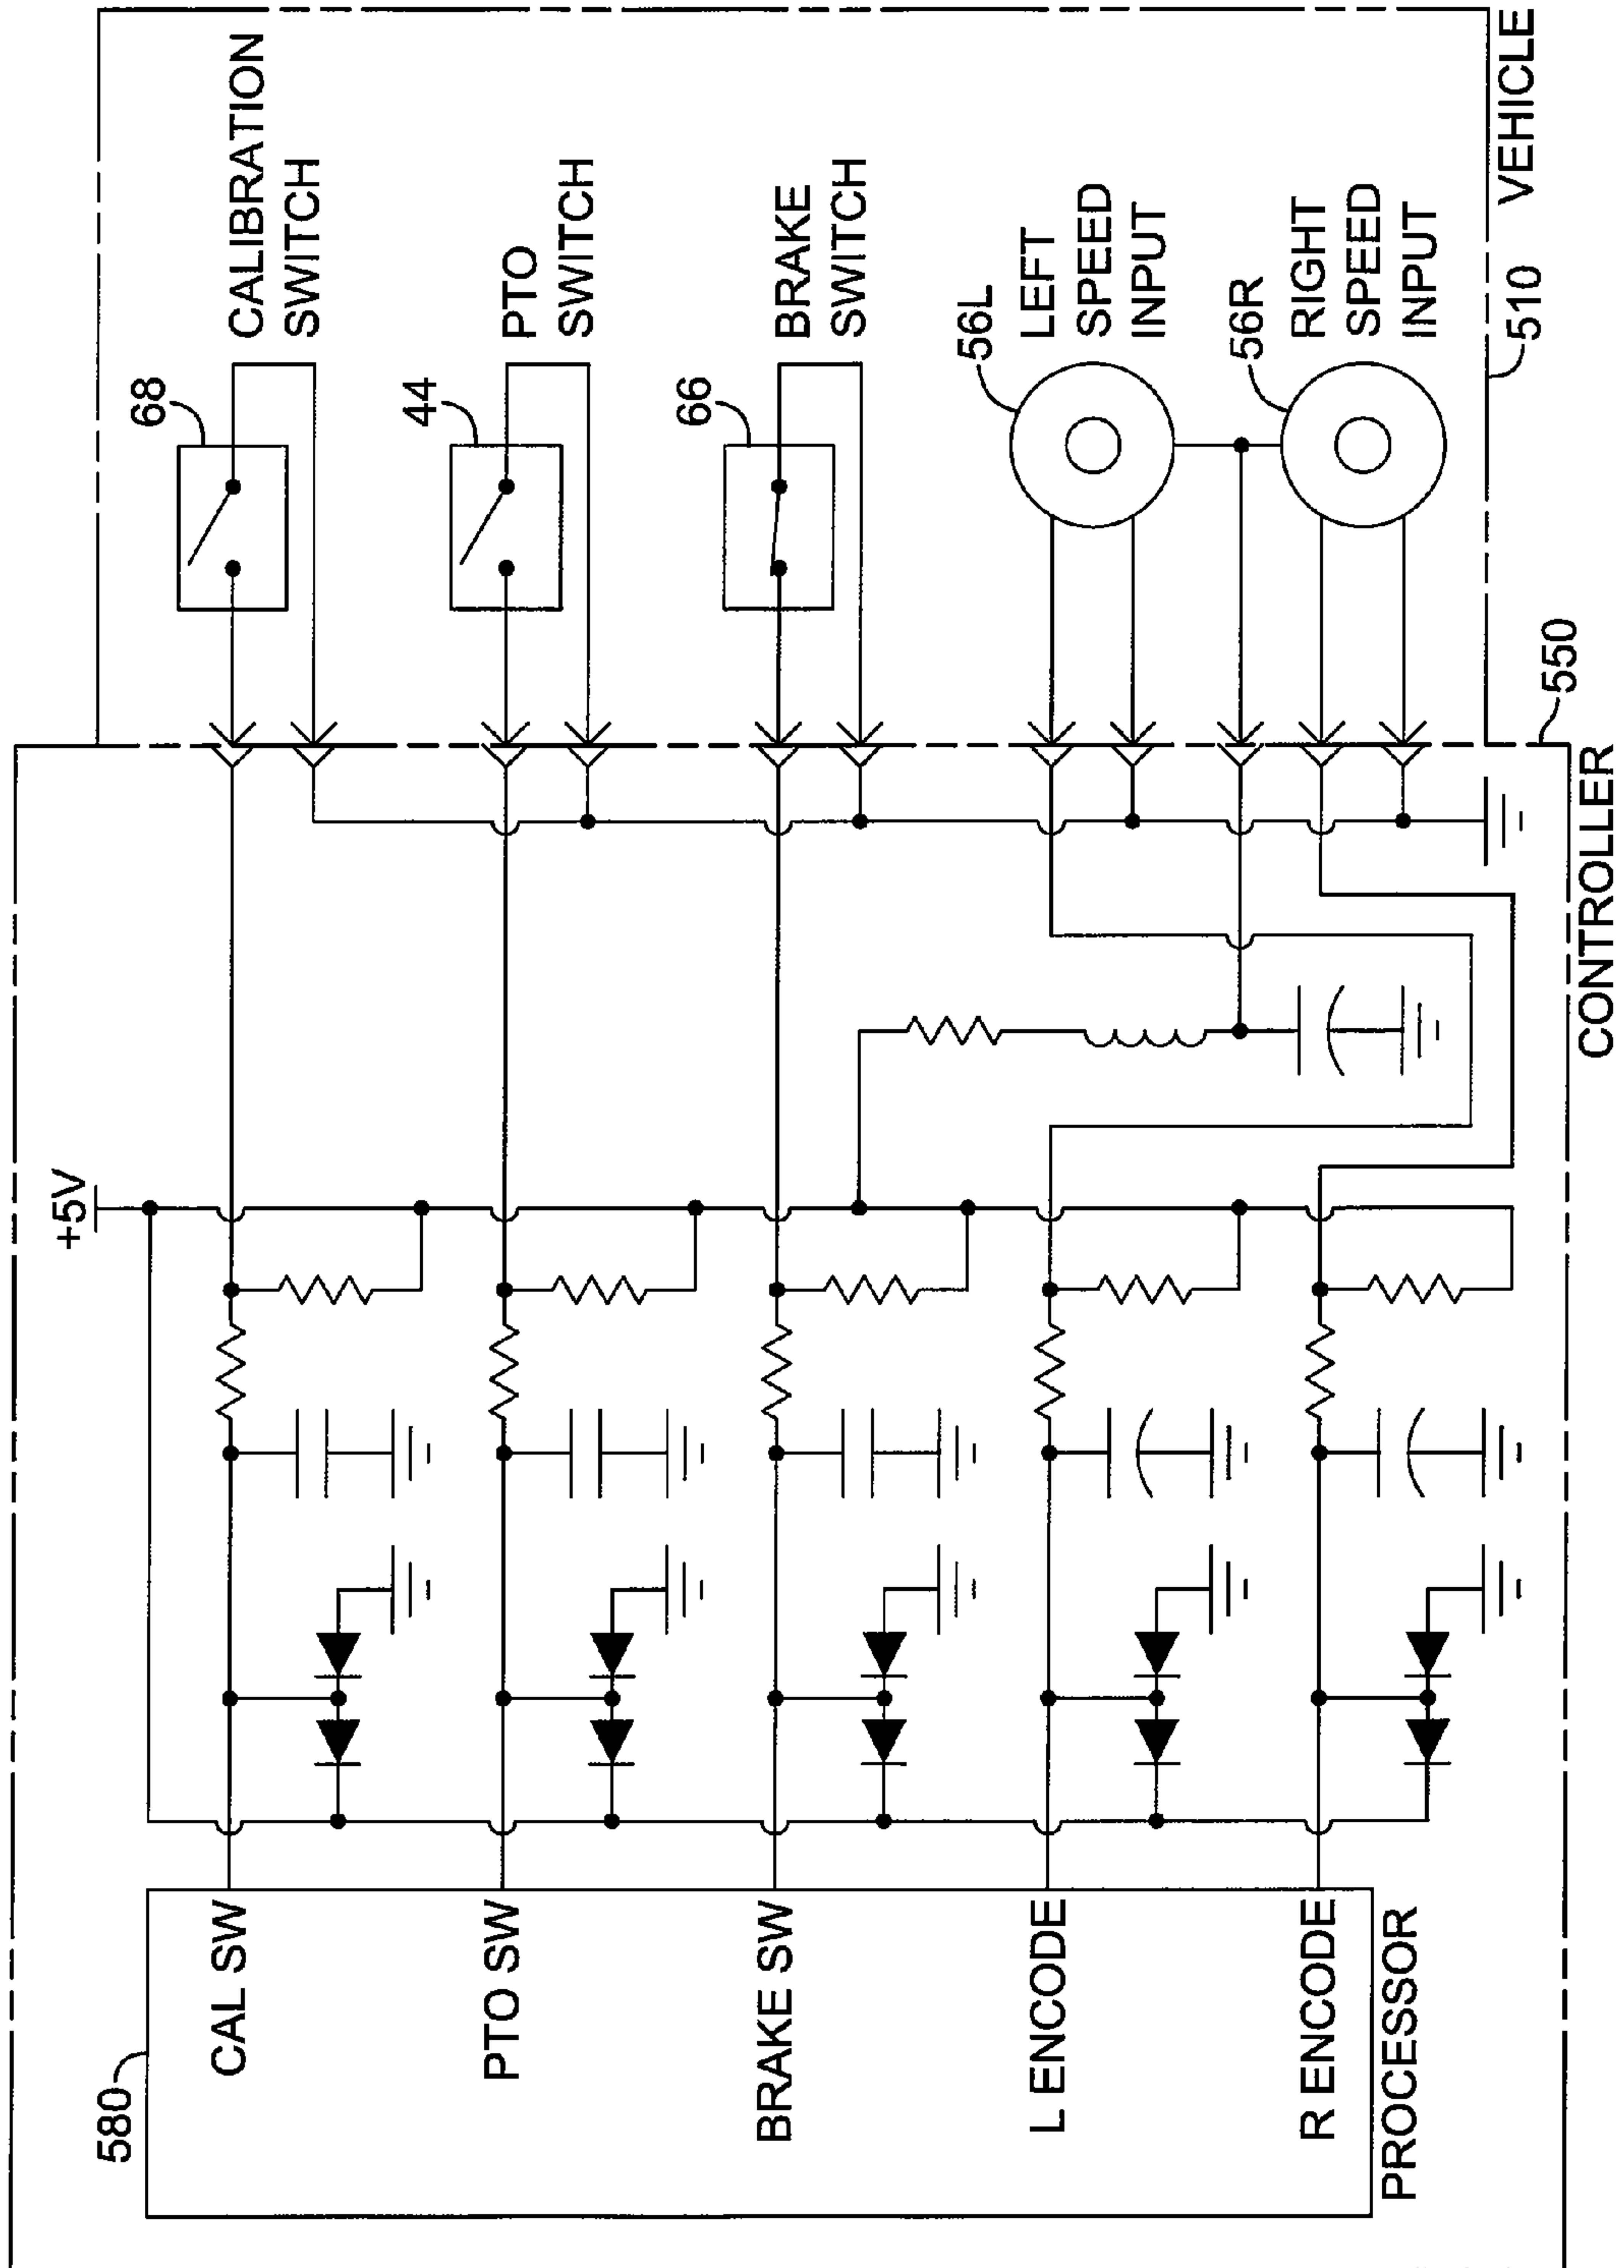 580
CAL SW
PTO SW
BRAKE SW
L ENCODE
R ENCODE
PROCESSOR
+5V
CONTROLLER
550
68
CALIBRATION
SWITCH
44
PTO
SWITCH
66
BRAKE
SWITCH
56L
LEFT
SPEED
INPUT
56R
RIGHT
SPEED
INPUT
510
VEHICLE